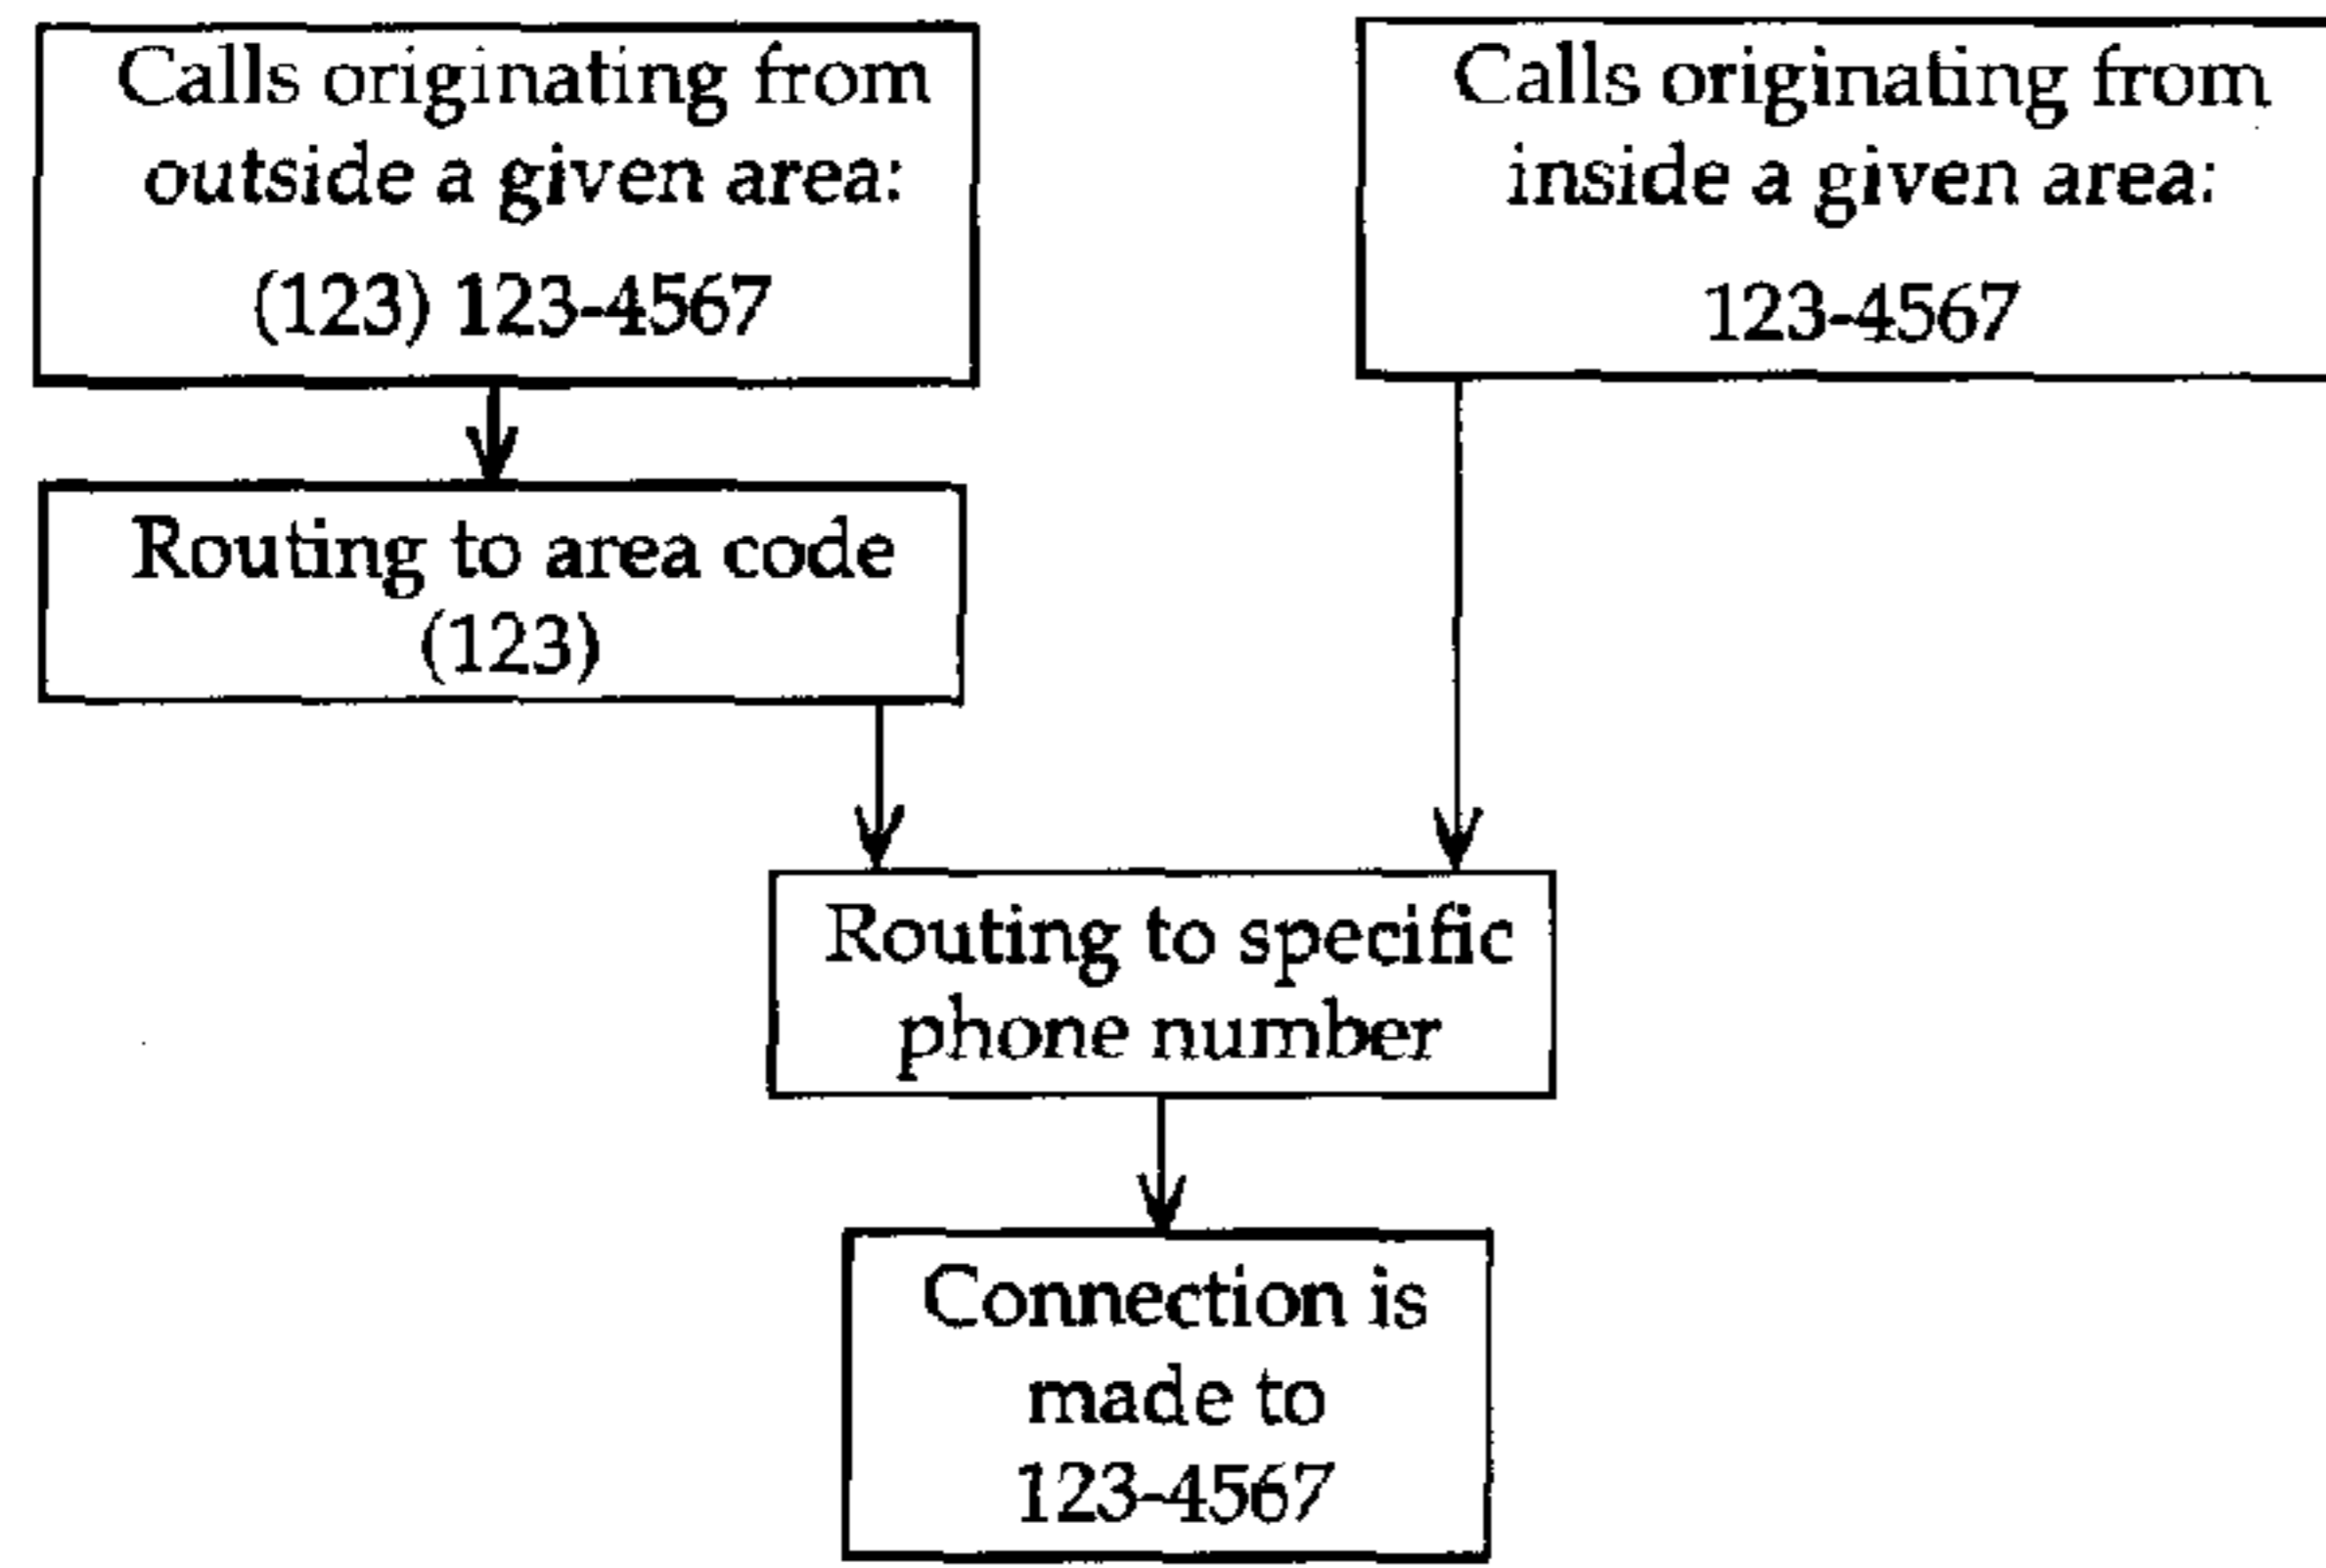 Calls originating from
outside a given area:
(123) 123-4567
Calls originating from
inside a given area:
123-4567
Routing to area code
(123)
Routing to specific
phone number
Connection is
made to
123-4567